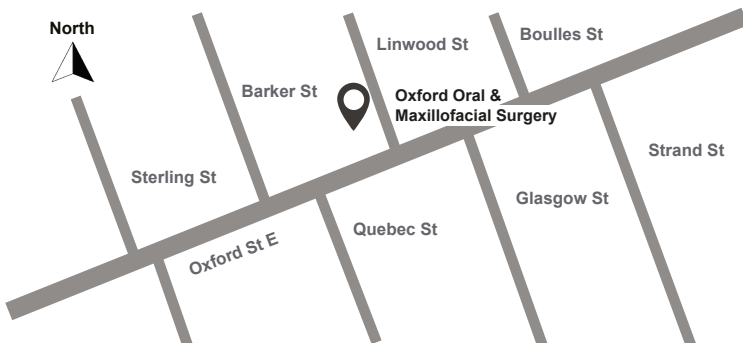 North
Linwood St
Boulles St
Barker St
Oxford Oral &
Maxillofacial Surgery
Strand St
Sterling St
Glasgow St
Quebec St
Oxford St E